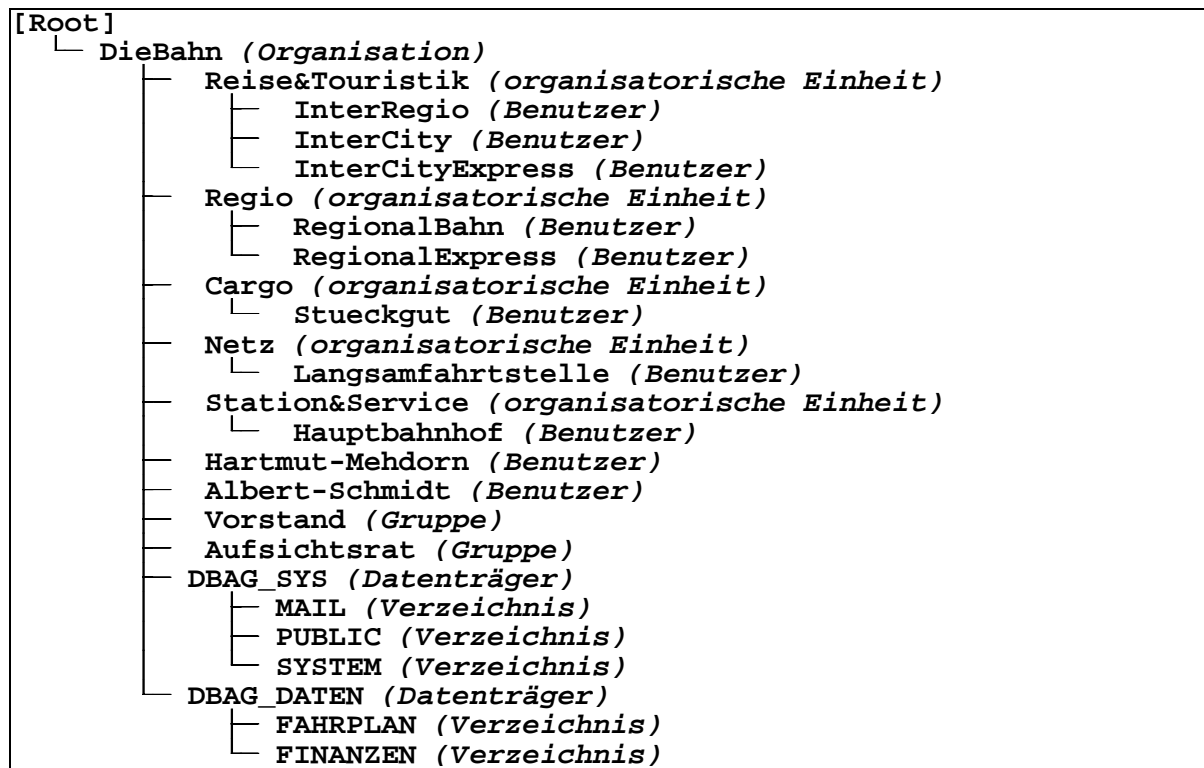 [Root]
DieBahn (Organisation)
Reise&Touristik (organisatorische Einheit)
InterRegio (Benutzer)
InterCity (Benutzer)
InterCityExpress (Benutzer)
Regio (organisatorische Einheit)
RegionalBahn (Benutzer)
RegionalExpress (Benutzer)
Cargo (organisatorische Einheit)
Stueckgut (Benutzer)
Netz (organisatorische Einheit)
Langsamfahrtstelle (Benutzer)
Station&Service (organisatorische Einheit)
Hauptbahnhof (Benutzer)
Hartmut-Mehdorn (Benutzer)
Albert-Schmidt (Benutzer)
Vorstand (Gruppe)
Aufsichtsrat (Gruppe)
DBAG_SYS (Datenträger)
MAIL (Verzeichnis)
PUBLIC (Verzeichnis)
SYSTEM (Verzeichnis)
DBAG_DATEN (Datenträger)
FAHRPLAN (Verzeichnis)
FINANZEN (Verzeichnis)